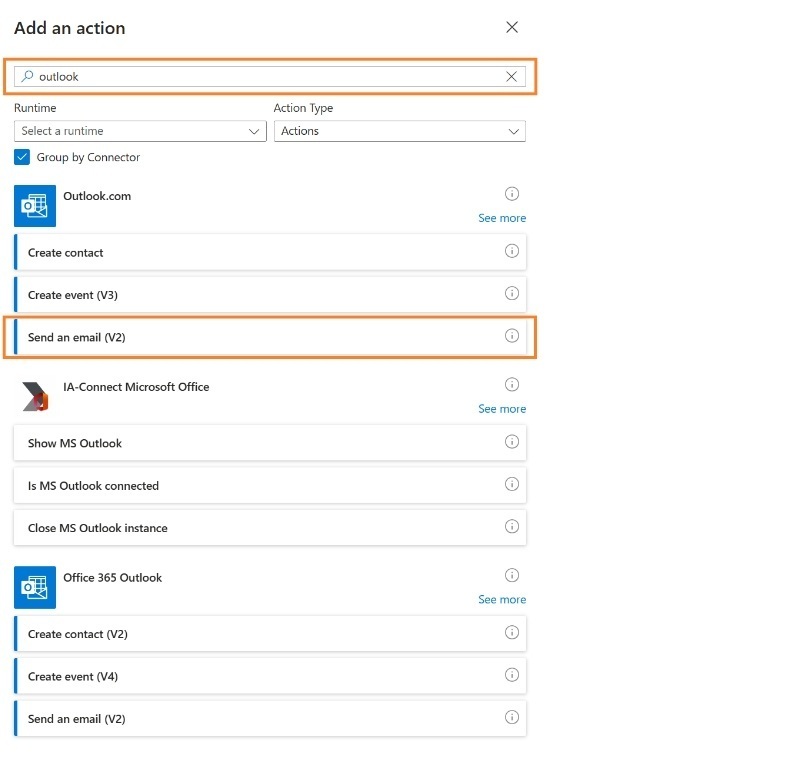 Add an action
outlook
Runtime Action Type
Select a runtime Actions
Group by Connector
Outlook.com
See more
Create contact
Create event (V3)
Send an email (V2)
IA-Connect Microsoft Office
See more
Show MS Outlook
Is MS Outlook connected
Close MS Outlook instance
Office 365 Outlook
See more
Create contact (V2)
Create event (V4)
Send an email (V2)